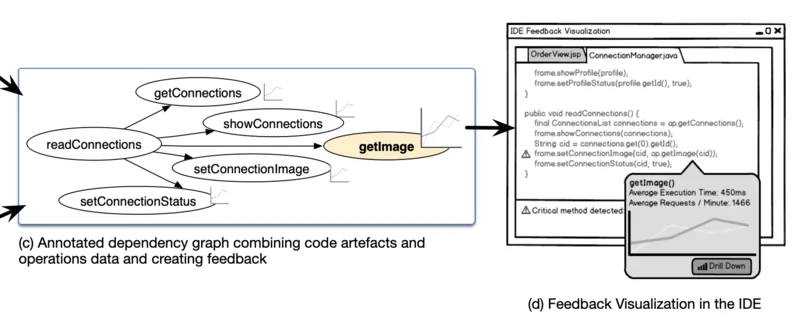 getConnections
showConnections
readConnections
getImage
setConnectionImage
setConnectionStatus
(c) Annotated dependency graph combining code artefacts and
operations data and creating feedback
IDE Feedback Visualization
OrderView.jsp
ConnectionManager.java
frame.showProfile(profile);
frame.setProfileStatus(profile.getId(), true);
}
public void readConnections() {
final ConnectionsList connections = ap.getConnections();
frame.showConnections(connections);
String cid = connections.get(0).getId();
frame.setConnectionImage(cid, ap.getImage(cid));
frame.setConnectionStatus(cid, true);
}
Critical method detected
getImage()
Average Execution Time: 450ms
Average Requests / Minute: 1466
Drill Down
(d) Feedback Visualization in the IDE